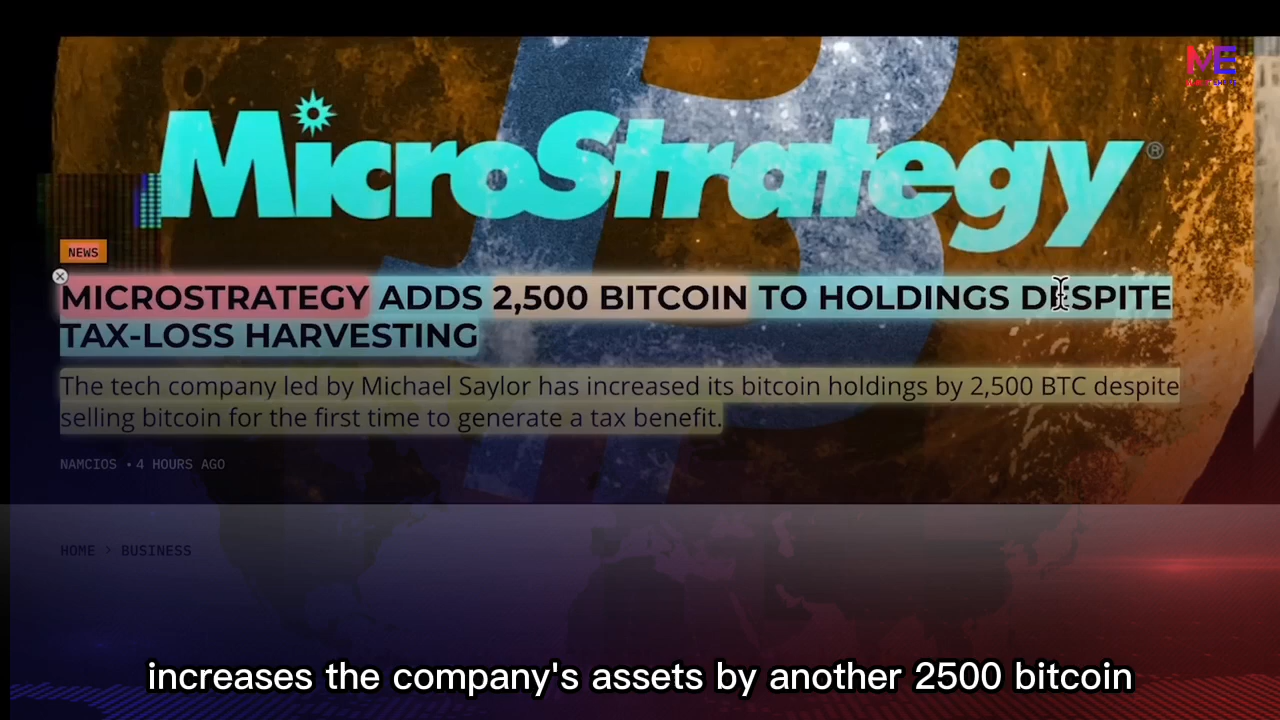 ME
MicroStrategy®
NEWS
MICROSTRATEGY ADDS 2,500 BITCOIN TO HOLDINGS DESPITE
TAX-LOSS HARVESTING
The tech company led by Michael Saylor has increased its bitcoin holdings by 2,500 BTC despite
selling bitcoin for the first time to generate a tax benefit.
NAMCIOS • 4 HOURS AGO
HOME > BUSINESS
increases the company's assets by another 2500 bitcoin